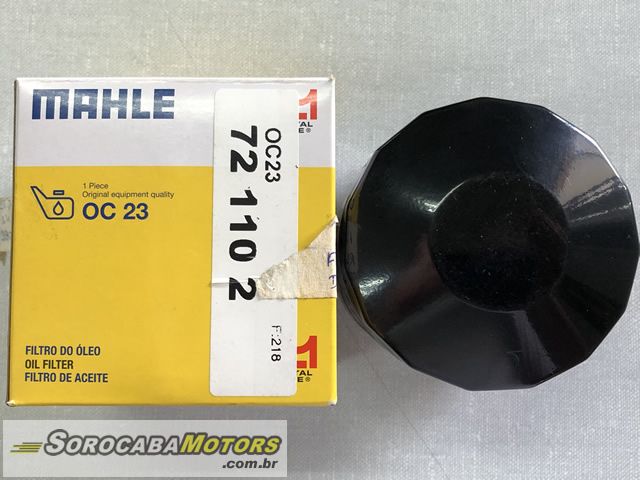 MAHLE
1 Piece
Original equipment quality
OC 23
FILTRO DO ÓLEO
OIL FILTER
FILTRO DE ACEITE
OC23
72 110 2
F:218
SOROCABAMOTORS
.com.br